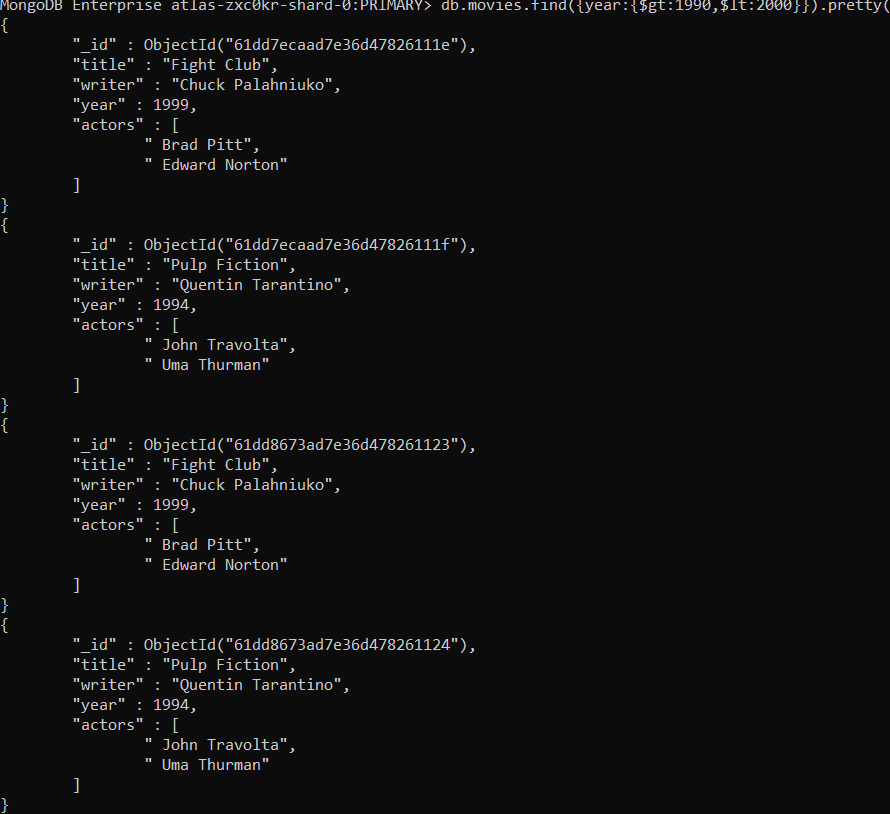 MongoDB Enterprise atlas-zxc0kr-shard-0:PRIMARY> db.movies.find({year:{$gt:1990,$lt:2000}}).pretty(
{
"_id" : ObjectId("61dd7ecaad7e36d47826111e"),
"title" : "Fight Club",
"writer" : "Chuck Palahniuko",
"year" : 1999,
"actors" : [
" Brad Pitt",
" Edward Norton"
]
}
{
"_id" : ObjectId("61dd7ecaad7e36d47826111f"),
"title" : "Pulp Fiction",
"writer" : "Quentin Tarantino",
"year" : 1994,
"actors" : [
" John Travolta",
" Uma Thurman"
]
}
{
"_id" : ObjectId("61dd8673ad7e36d478261123"),
"title" : "Fight Club",
"writer" : "Chuck Palahniuko",
"year" : 1999,
"actors" : [
" Brad Pitt",
" Edward Norton"
]
}
{
"_id" : ObjectId("61dd8673ad7e36d478261124"),
"title" : "Pulp Fiction",
"writer" : "Quentin Tarantino",
"year" : 1994,
"actors" : [
" John Travolta",
" Uma Thurman"
]
}